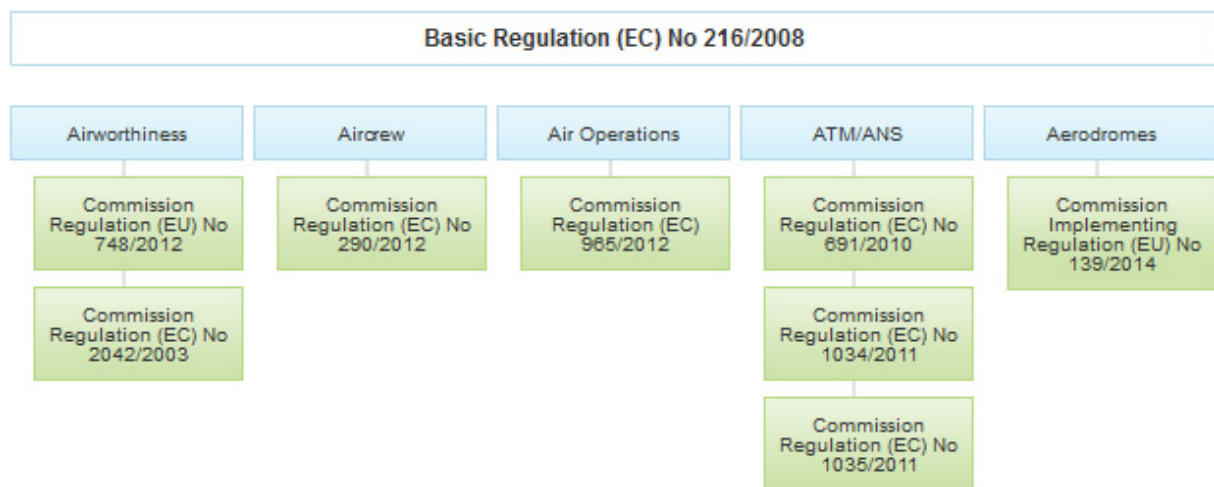 Basic Regulation (EC) No 216/2008
Airworthiness
Commission
Regulation (EU) No
748/2012
Commission
Regulation (EC) No
2042/2003
Aircrew
Commission
Regulation (EC) No
290/2012
Air Operations
Commission
Regulation (EC)
965/2012
ATM/ANS
Commission
Regulation (EC) No
691/2010
Commission
Regulation (EC) No
1034/2011
Commission
Regulation (EC) No
1035/2011
Aerodromes
Commission
Implementing
Regulation (EU) No
139/2014